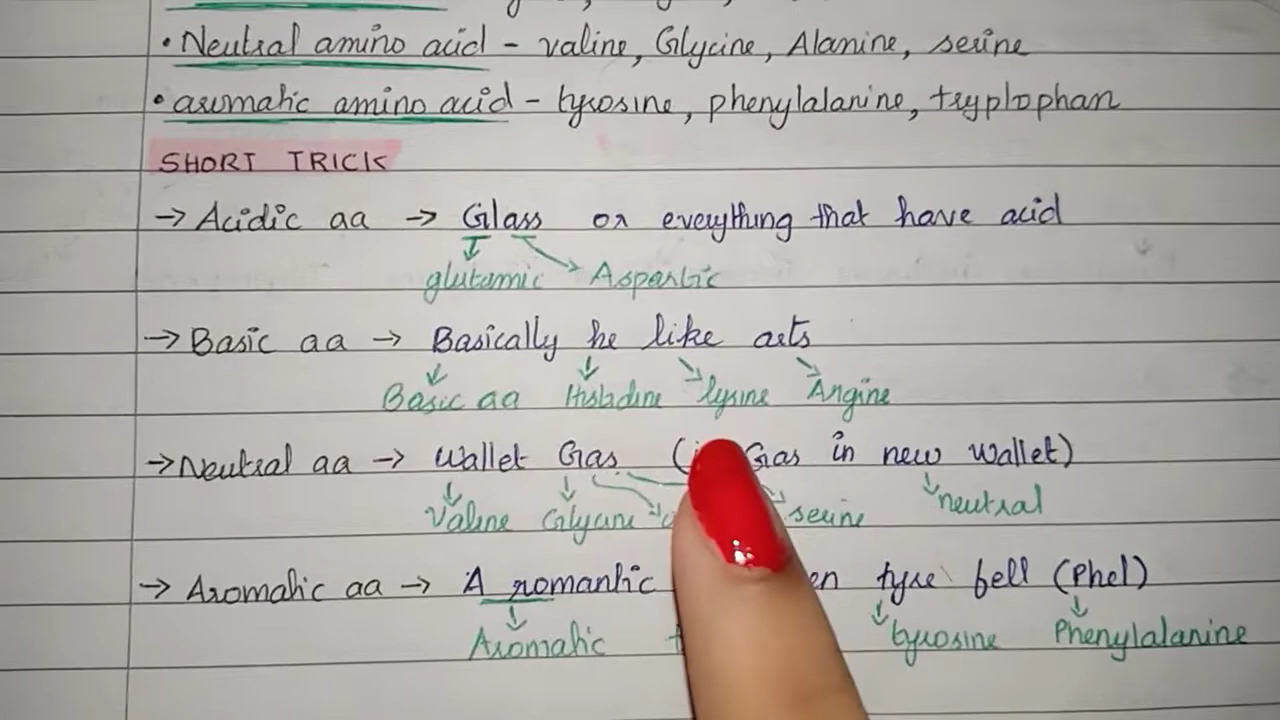 • Neutral amino acid - valine, Glycine, Alanine, serine
• aromatic amino acid - tyrosine, phenylalanine, tryptophan
SHORT TRICK
→ Acidic aa → Glass or everything that have acid
glutamic Aspartic
→ Basic aa → Basically he like arts
Basic aa Histadine lysine Argine
→ Neutral aa → Wallet Gas ( Gas in new wallet)
Valine Glycine serine neutral
→ Aromatic aa → A romantic tyre fell (Phel)
Aromatic tyrosine Phenylalanine